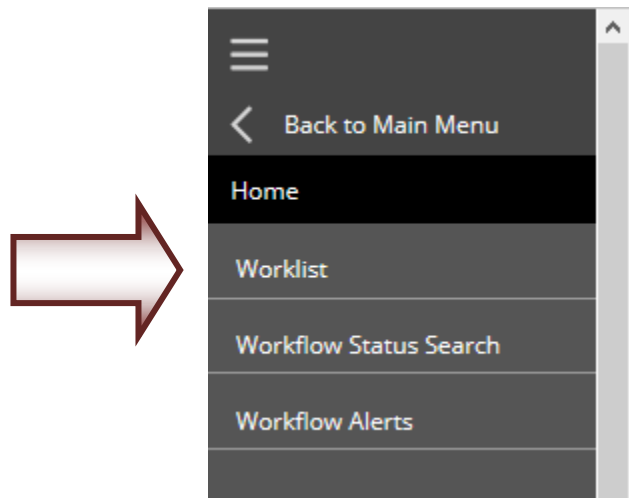 Back to Main Menu
Home
Worklist
Workflow Status Search
Workflow Alerts